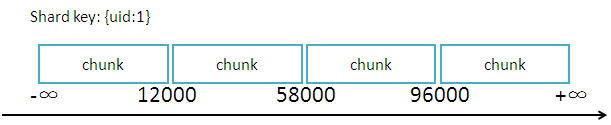 Shard key: {uid:1}
chunk chunk chunk chunk
-∞ 12000 58000 96000 +∞